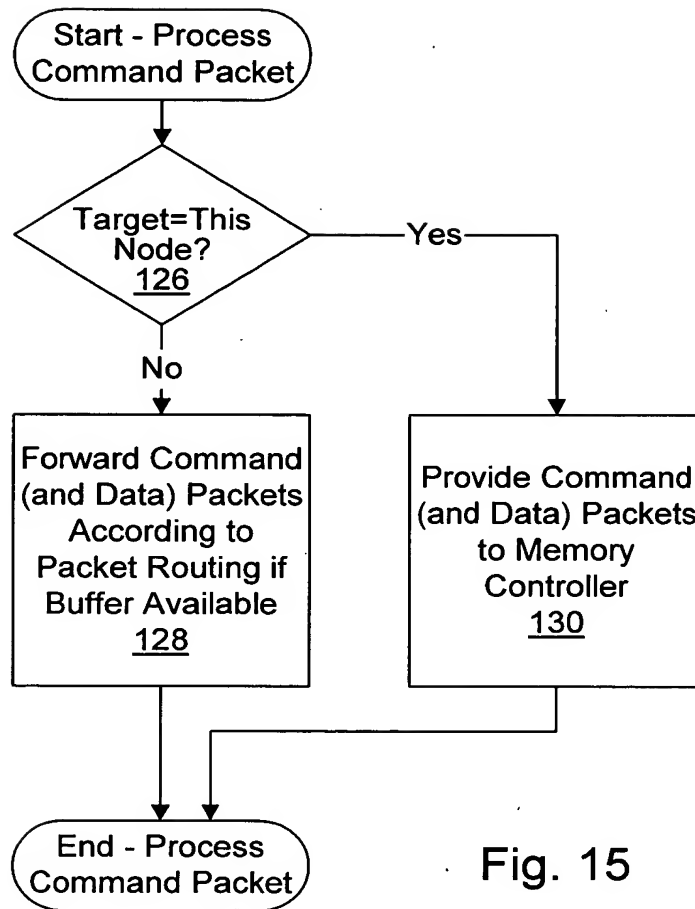 Start - Process
Command Packet
Target=This
Node?
126
Yes
No
Forward Command
(and Data) Packets
According to
Packet Routing if
Buffer Available
128
Provide Command
(and Data) Packets
to Memory
Controller
130
End - Process
Command Packet
Fig. 15